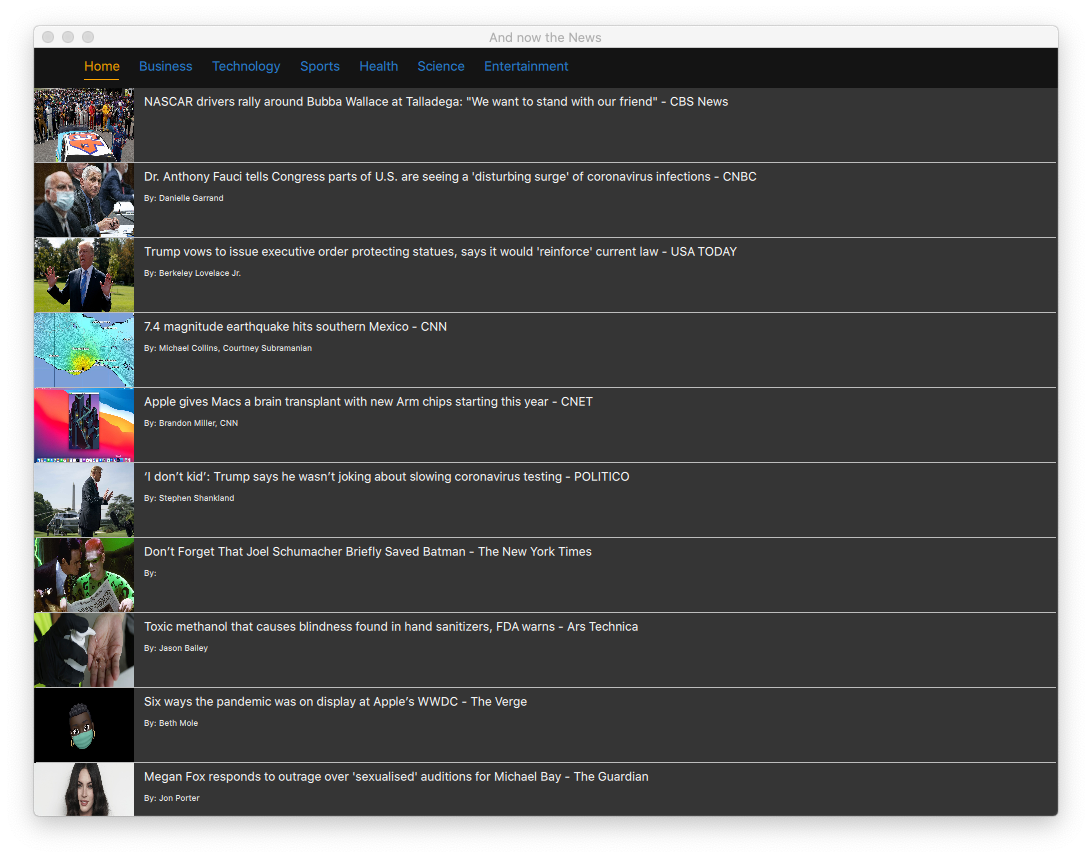 And now the News
Home Business Technology Sports Health Science Entertainment
NASCAR drivers rally around Bubba Wallace at Talladega: "We want to stand with our friend" - CBS News
Dr. Anthony Fauci tells Congress parts of U.S. are seeing a 'disturbing surge' of coronavirus infections - CNBC
By: Danielle Garrand
Trump vows to issue executive order protecting statues, says it would 'reinforce' current law - USA TODAY
By: Berkeley Lovelace Jr.
7.4 magnitude earthquake hits southern Mexico - CNN
By: Michael Collins, Courtney Subramanian
Apple gives Macs a brain transplant with new Arm chips starting this year - CNET
By: Brandon Miller, CNN
‘I don’t kid’: Trump says he wasn’t joking about slowing coronavirus testing - POLITICO
By: Stephen Shankland
Don’t Forget That Joel Schumacher Briefly Saved Batman - The New York Times
By:
Toxic methanol that causes blindness found in hand sanitizers, FDA warns - Ars Technica
By: Jason Bailey
Six ways the pandemic was on display at Apple’s WWDC - The Verge
By: Beth Mole
Megan Fox responds to outrage over 'sexualised' auditions for Michael Bay - The Guardian
By: Jon Porter